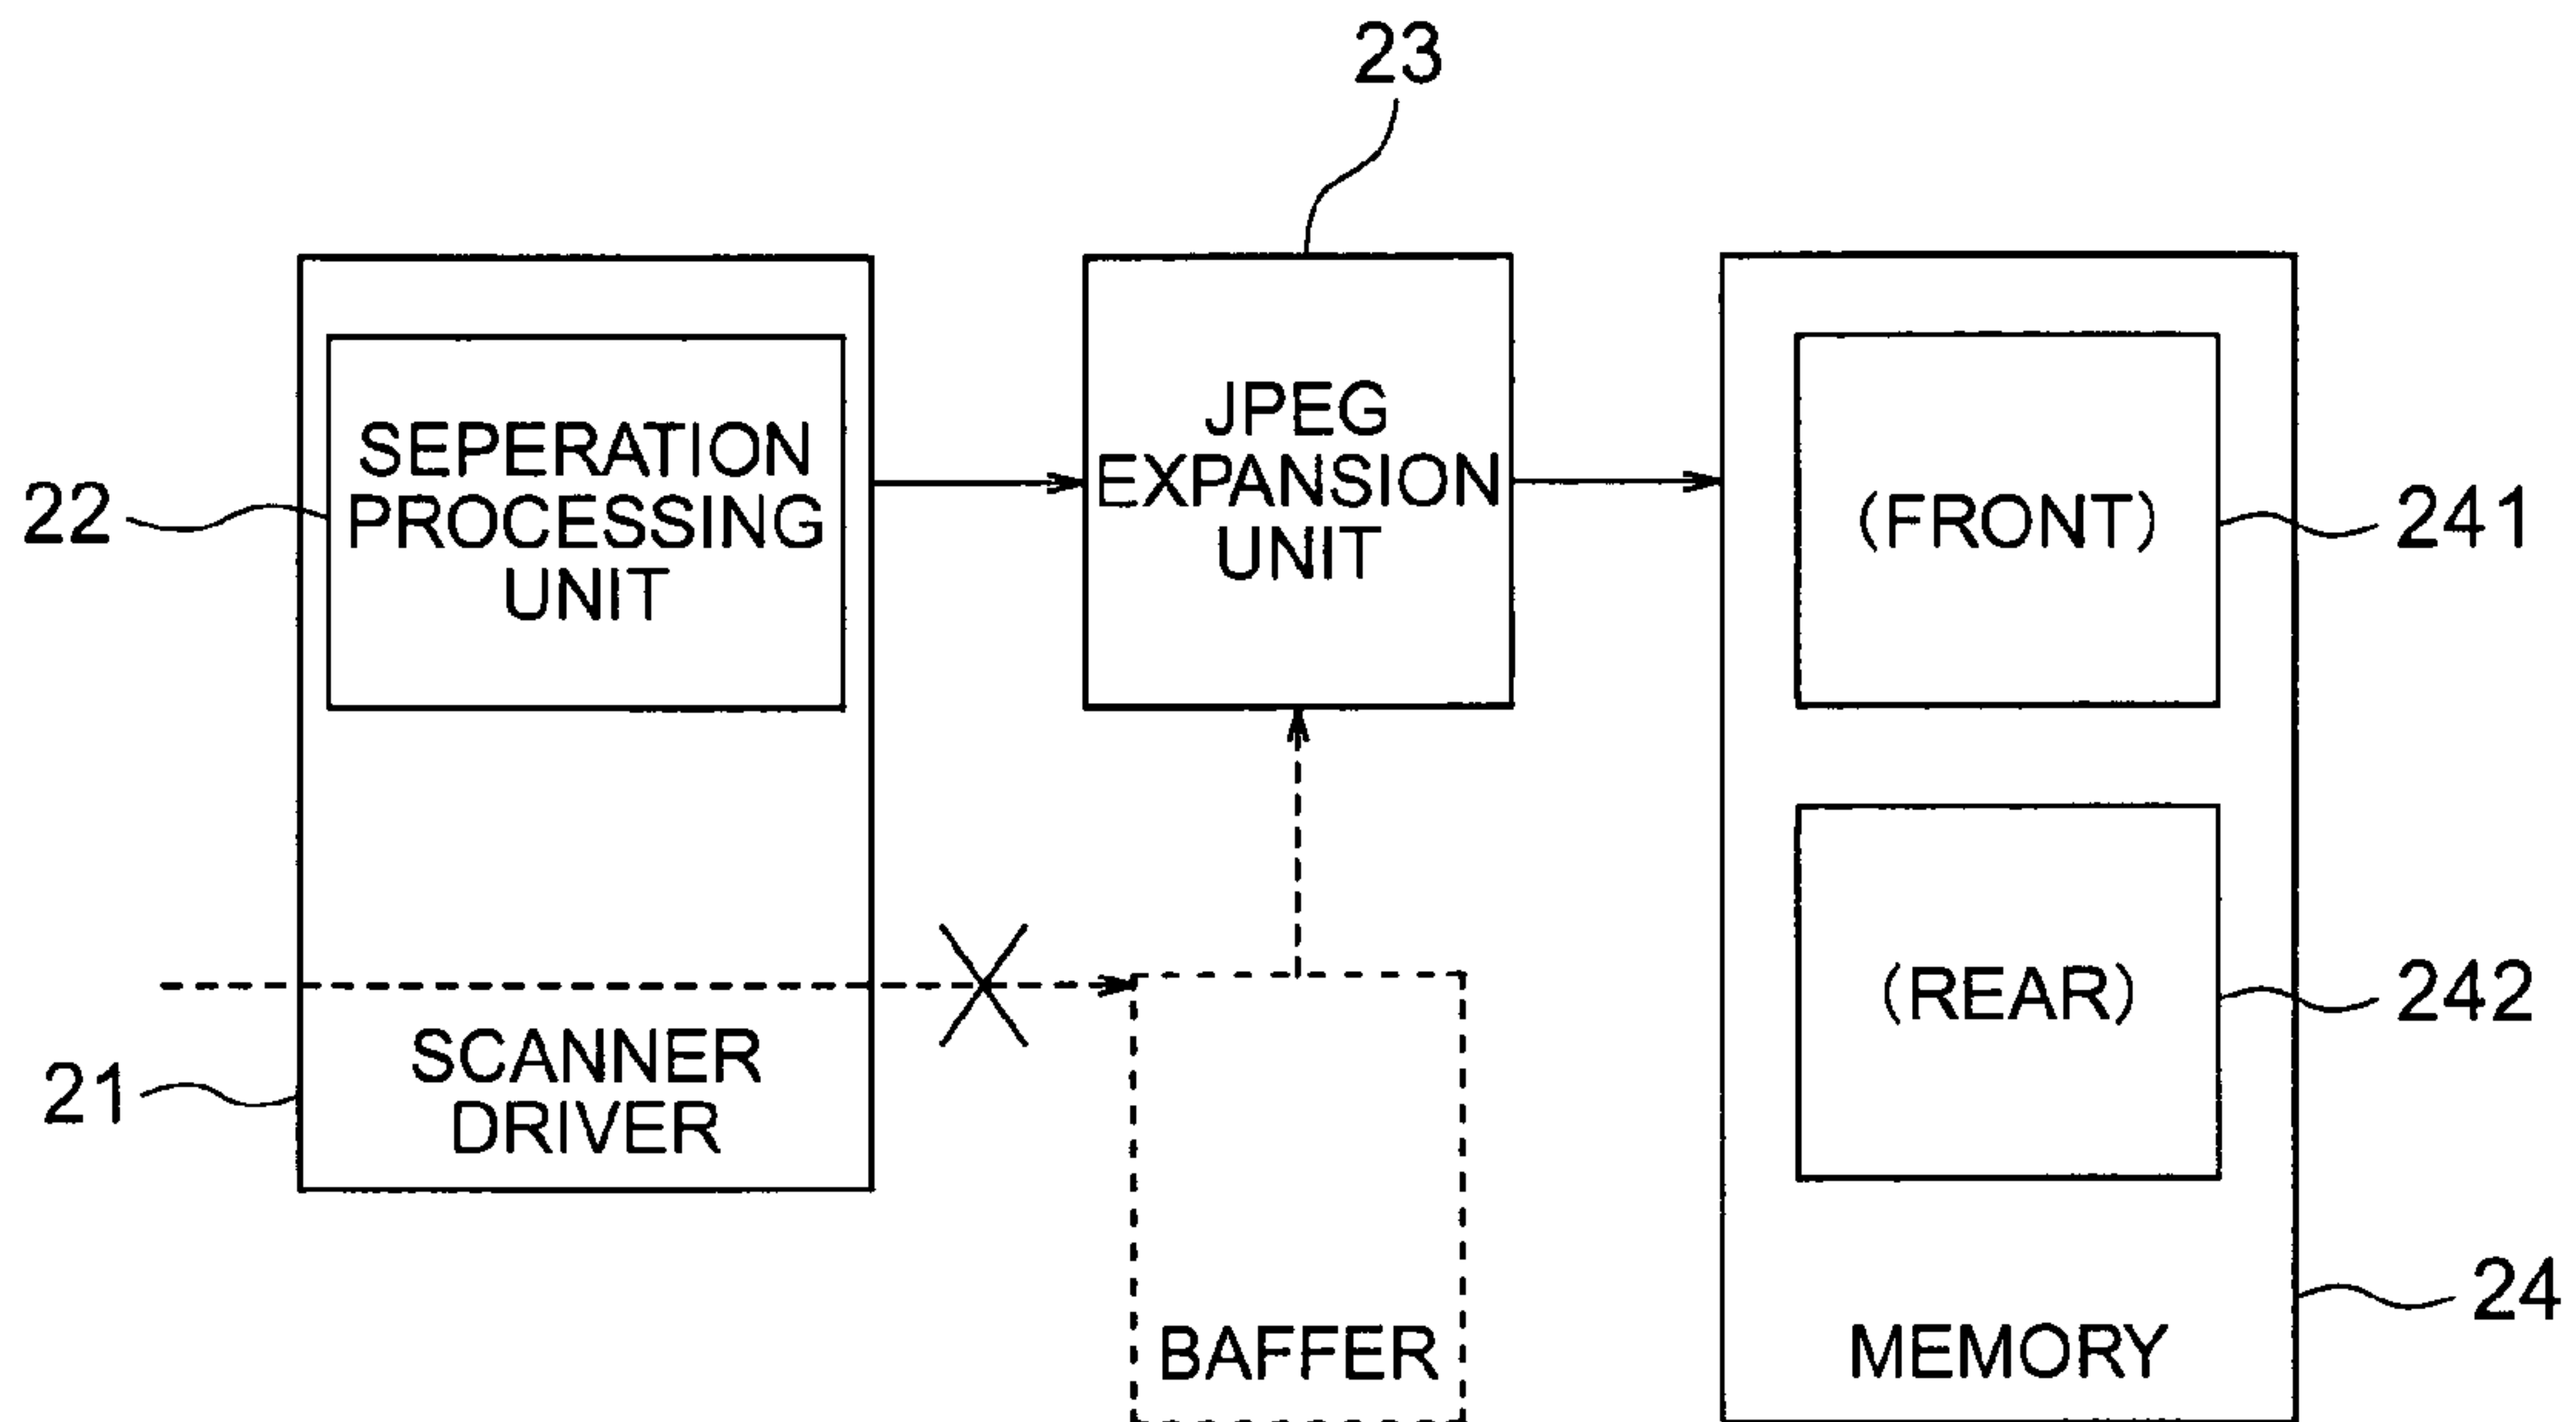 23
SEPERATION
PROCESSING
UNIT
22
JPEG
EXPANSION
UNIT
(FRONT)
241
(REAR)
242
SCANNER
DRIVER
21
BAFFER
MEMORY
24